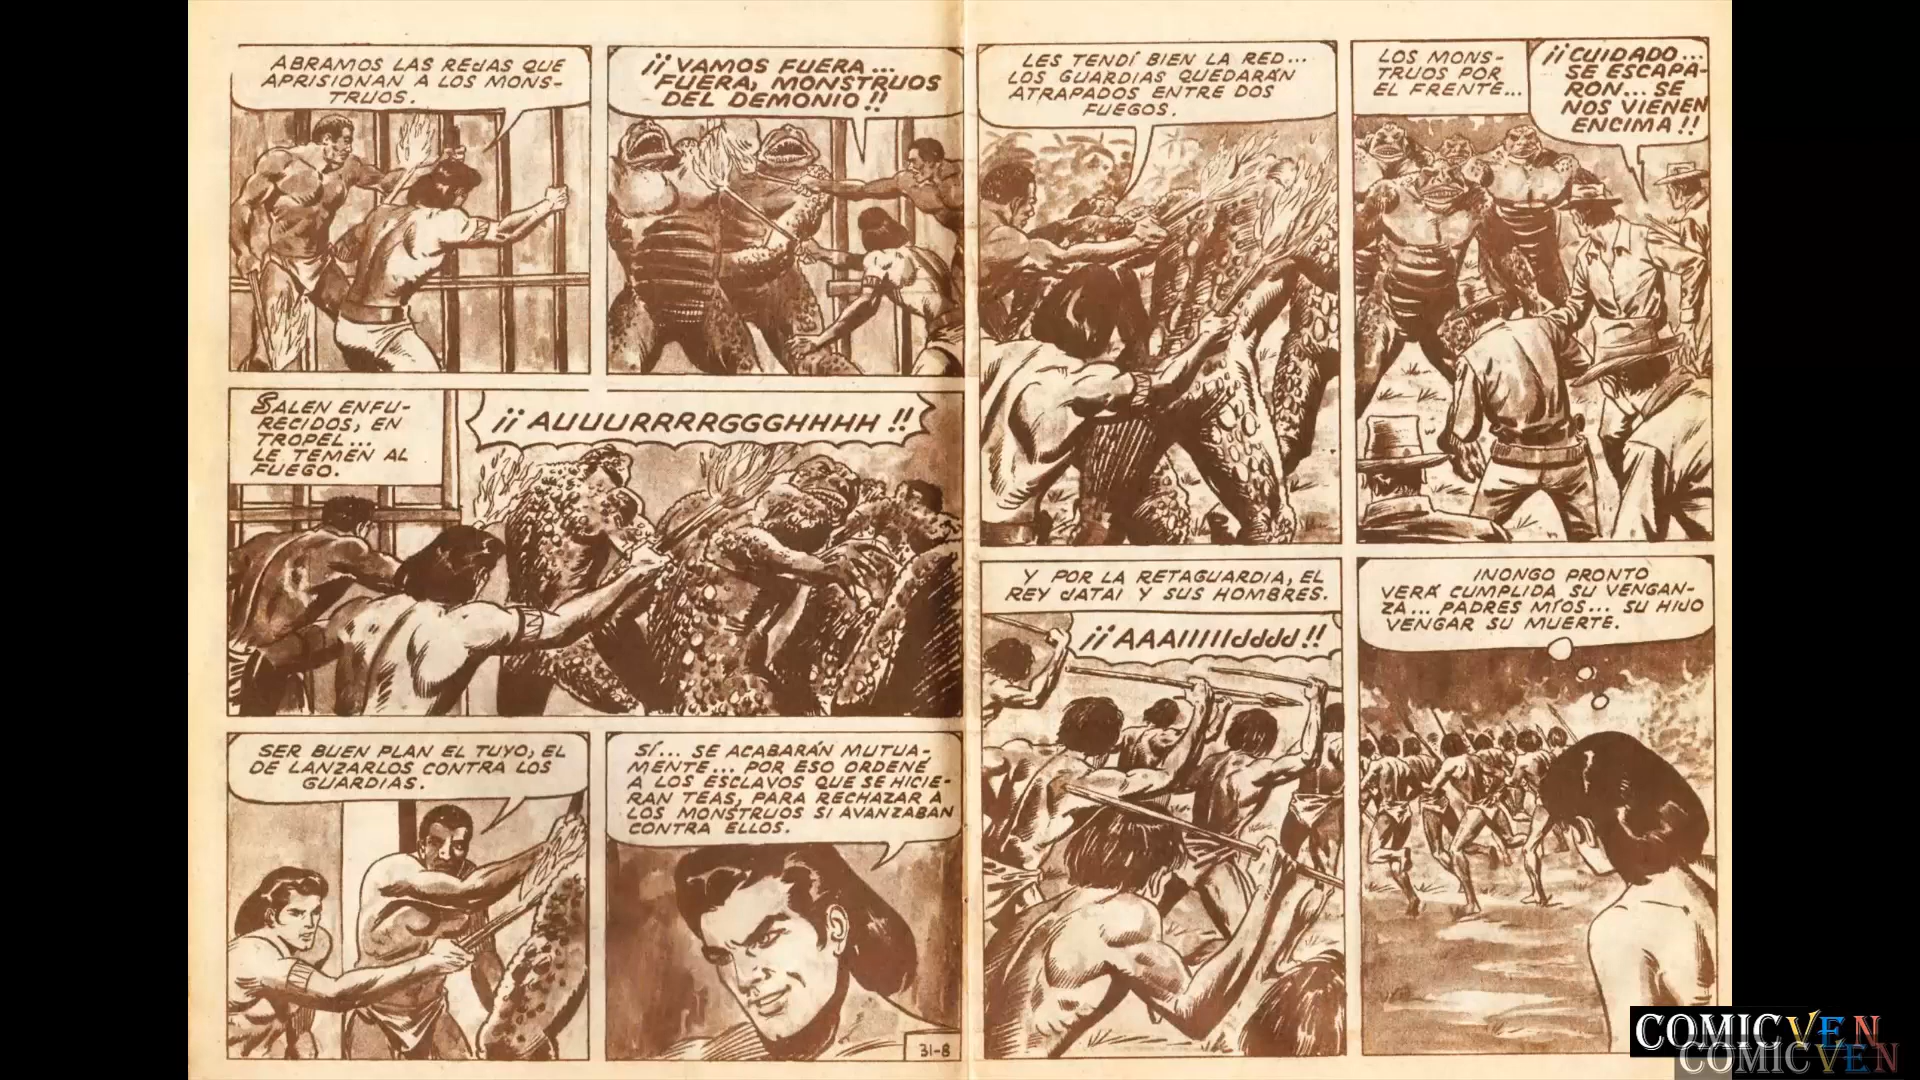 ABRAMOS LAS REJAS QUE
APRISIONAN A LOS MONS-
TRUOS.
¡¡VAMOS FUERA...
FUERA, MONSTRUOS
DEL DEMONIO!!
SALEN ENFU-
RECIDOS, EN
TROPEL...
LE TEMEN AL
FUEGO.
¡¡AUUURRRRGGGHHHH!!
SER BUEN PLAN EL TUYO, EL
DE LANZARLOS CONTRA LOS
GUARDIAS.
SÍ... SE ACABARÁN MUTUA-
MENTE... POR ESO ORDENÉ
A LOS ESCLAVOS QUE SE HICIE-
RAN TEAS, PARA RECHAZAR A
LOS MONSTRUOS SI AVANZABAN
CONTRA ELLOS.
31-8
LES TENDÍ BIEN LA RED...
LOS GUARDIAS QUEDARÁN
ATRAPADOS ENTRE DOS
FUEGOS.
LOS MONS-
TRUOS POR
EL FRENTE...
¡¡CUIDADO...
SE ESCAPA-
RON... SE
NOS VIENEN
ENCIMA!!
Y POR LA RETAGUARDIA, EL
REY JATAI Y SUS HOMBRES.
¡¡AAAIIIIIJJJJ!!
INONGO PRONTO
VERÁ CUMPLIDA SU VENGAN-
ZA... PADRES MÍOS... SU HIJO
VENGAR SU MUERTE.
COMICVEN
COMICVEN